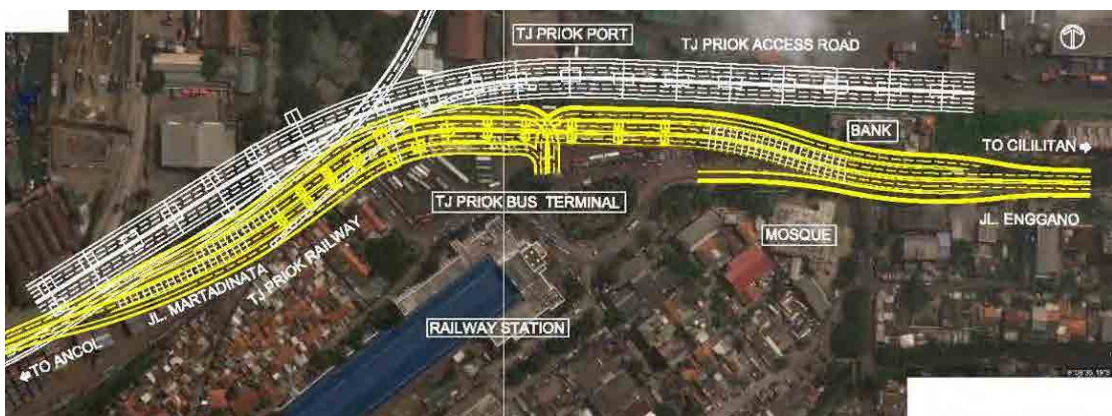 TJ PRIOK PORT
TJ PRIOK ACCESS ROAD
BANK
TO CILILITAN
TJ PRIOK BUS TERMINAL
JL. ENGGANO
MOSQUE
JL. MARTADINATA
TJ PRIOK RAILWAY
RAILWAY STATION
TO ANCOL